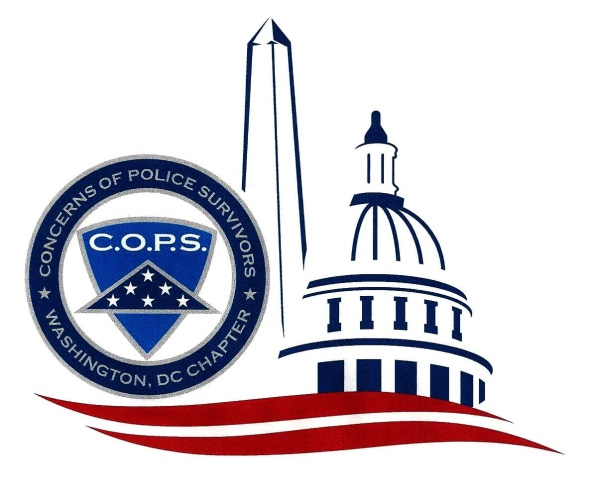 CONCERNS OF POLICE SURVIVORS
C.O.P.S.
WASHINGTON, DC CHAPTER